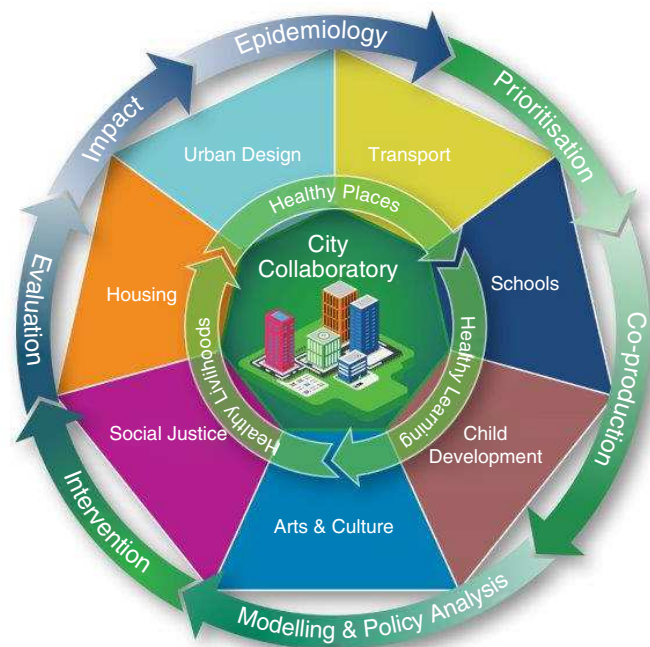 Epidemiology
Prioritisation
Co-production
Modelling & Policy Analysis
Intervention
Evaluation
Impact
Urban Design
Transport
Schools
Child
Development
Arts & Culture
Social Justice
Housing
Healthy Places
Healthy Learning
Healthy Livlihoods
City
Collaboratory